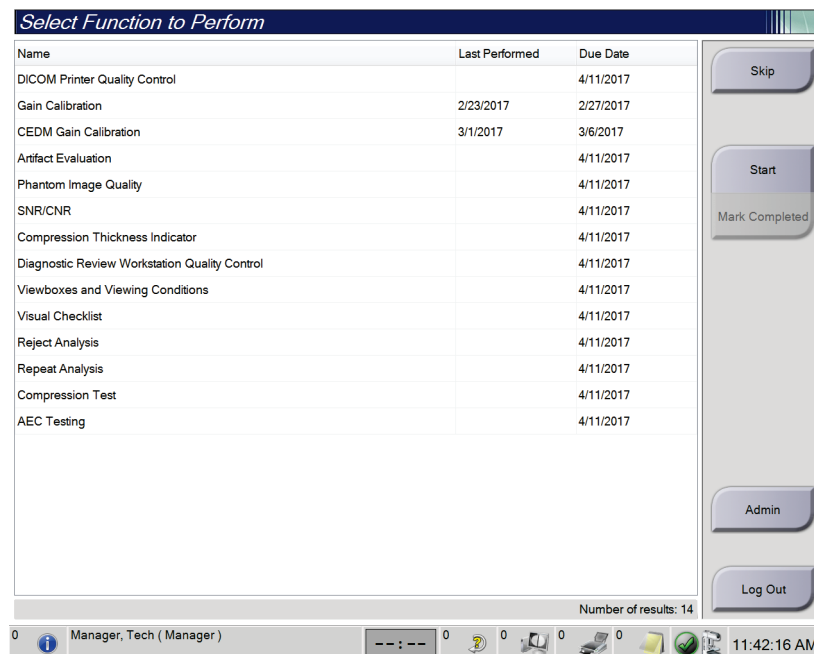 Select Function to Perform
Name Last Performed Due Date
DICOM Printer Quality Control 4/11/2017
Gain Calibration 2/23/2017 2/27/2017
CEDM Gain Calibration 3/1/2017 3/6/2017
Artifact Evaluation 4/11/2017
Phantom Image Quality 4/11/2017
SNR/CNR 4/11/2017
Compression Thickness Indicator 4/11/2017
Diagnostic Review Workstation Quality Control 4/11/2017
Viewboxes and Viewing Conditions 4/11/2017
Visual Checklist 4/11/2017
Reject Analysis 4/11/2017
Repeat Analysis 4/11/2017
Compression Test 4/11/2017
AEC Testing 4/11/2017
Number of results: 14
Skip
Start
Mark Completed
Admin
Log Out
0 Manager, Tech ( Manager ) --:-- 0 0 0 0 11:42:16 AM